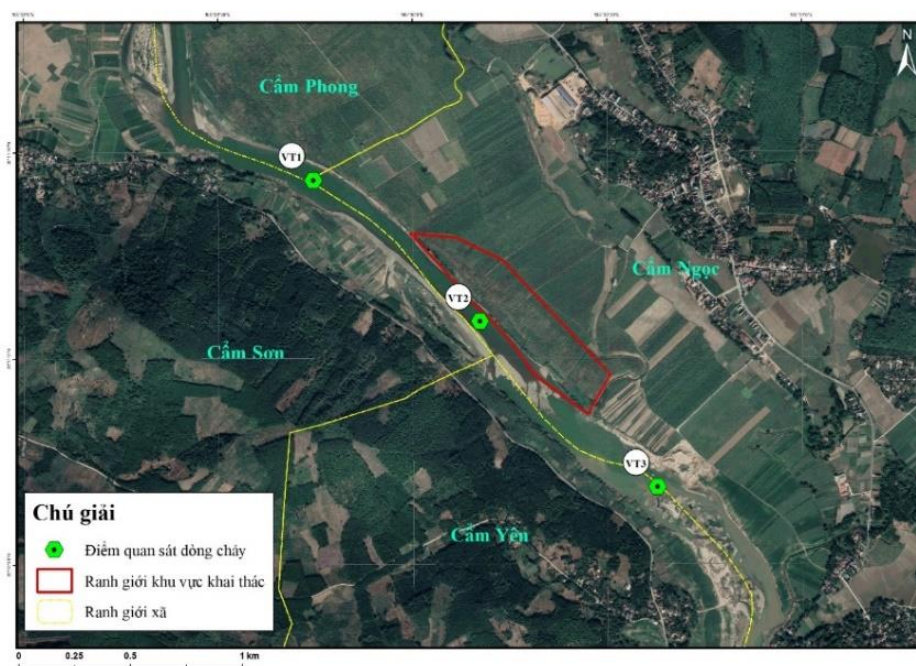 N
Cẩm Phong
VT1
Cẩm Ngọc
VT2
Cẩm Sơn
VT3
Cẩm Yên
Chú giải
Điểm quan sát dòng chảy
Ranh giới khu vực khai thác
Ranh giới xã
0 0.25 0.5 1 km